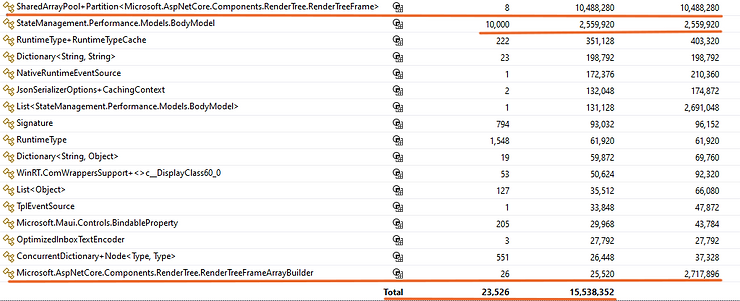 SharedArrayPool+Partition<Microsoft.AspNetCore.Components.RenderTree.RenderTreeFrame> 8 10,488,280 10,488,280
StateManagement.Performance.Models.BodyModel 10,000 2,559,920 2,559,920
RuntimeType+RuntimeTypeCache 222 351,128 403,320
Dictionary<String, String> 23 198,792 198,792
NativeRuntimeEventSource 1 172,376 210,360
JsonSerializerOptions+CachingContext 2 132,048 174,872
List<StateManagement.Performance.Models.BodyModel> 1 131,128 2,691,048
Signature 794 93,032 96,152
RuntimeType 1,548 61,920 61,920
Dictionary<String, Object> 19 59,872 69,760
WinRT.ComWrappersSupport+<>c__DisplayClass60_0 53 50,624 92,320
List<Object> 127 35,512 66,080
TplEventSource 1 33,848 47,872
Microsoft.Maui.Controls.BindableProperty 205 29,968 43,784
OptimizedInboxTextEncoder 3 27,792 27,792
ConcurrentDictionary+Node<Type, Type> 551 26,448 37,328
Microsoft.AspNetCore.Components.RenderTree.RenderTreeFrameArrayBuilder 26 25,520 2,717,896
Total 23,526 15,538,352